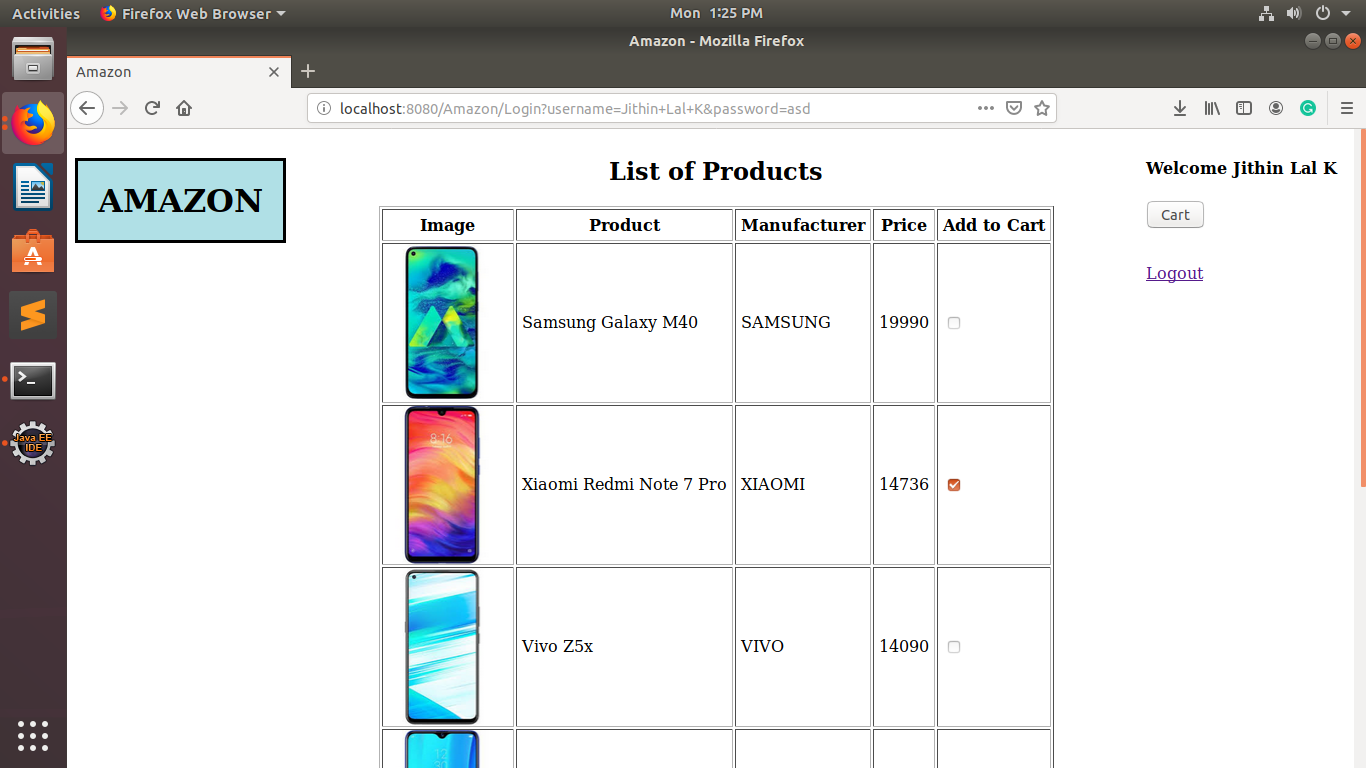 Activities Firefox Web Browser Mon 1:25 PM
Amazon - Mozilla Firefox
Amazon
localhost:8080/Amazon/Login?username=Jithin+Lal+K&password=asd
AMAZON
List of Products
Welcome Jithin Lal K
Cart
Logout
Image Product Manufacturer Price Add to Cart
Samsung Galaxy M40 SAMSUNG 19990
8:16
Xiaomi Redmi Note 7 Pro XIAOMI 14736
Vivo Z5x VIVO 14090
Java EE
IDE